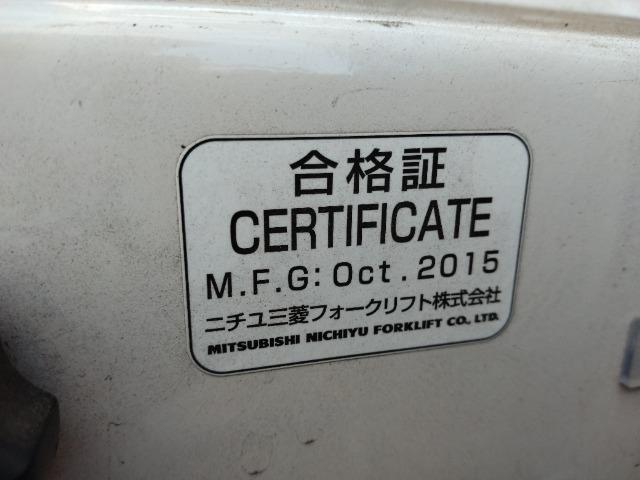 合格証
CERTIFICATE
M.F.G: Oct. 2015
ニチユ三菱フォークリフト株式会社
MITSUBISHI NICHIYU FORKLIFT CO., LTD.